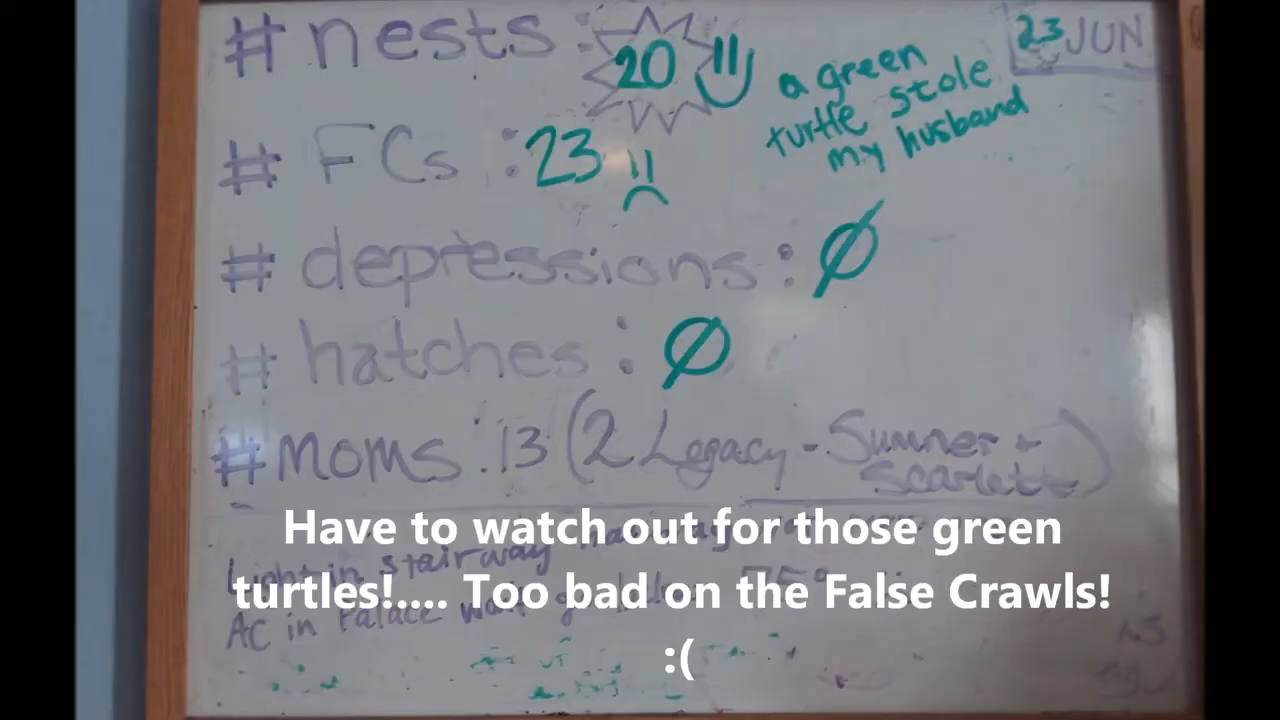 # nests: 20
23 JUN
a green
turtle stole
my husband
# FCs : 23
# depressions : Ø
# hatches : Ø
# moms : 13 (2 Legacy - Sumner + Scarlett)
Light in stairway
AC in Palace
Have to watch out for those green
turtles!.... Too bad on the False Crawls!
:(